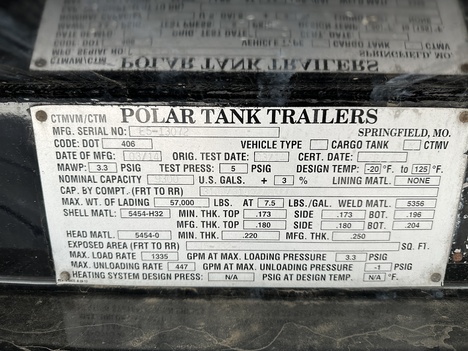 CTMVM/CTM POLAR TANK TRAILERS
MFG. SERIAL NO: SPRINGFIELD, MO.
CODE: DOT 406 VEHICLE TYPE CARGO TANK CTMV
DATE OF MFG. ORIG. TEST DATE:
MAWP: 3.3 PSIG TEST PRESS: 5 PSIG DESIGN TEMP: -20 °F. to 125 °F.
NOMINAL CAPACITY U.S. GALS. + 3 % LINING MATL. NONE
CAP. BY COMPT. (FRT TO RR)
MAX. WT. OF LADING 57,000 LBS. AT 7.5 LBS./GAL. WELD MATL. 5356
SHELL MATL: 5454-H32 MIN. THK. TOP .173 SIDE .173 BOT. .196
MFG. THK. TOP .180 SIDE .180 BOT. .204
HEAD MATL. 5454-0 MIN. THK. .220 MFG. THK. .250
EXPOSED AREA (FRT TO RR) SQ. FT.
MAX. LOAD RATE 1335 GPM AT MAX. LOADING PRESSURE 3.3 PSIG
MAX. UNLOADING RATE 447 GPM AT MAX. UNLOADING PRESSURE -1 PSIG
HEATING SYSTEM DESIGN PRESS: N/A PSIG AT DESIGN TEMP. N/A °F.